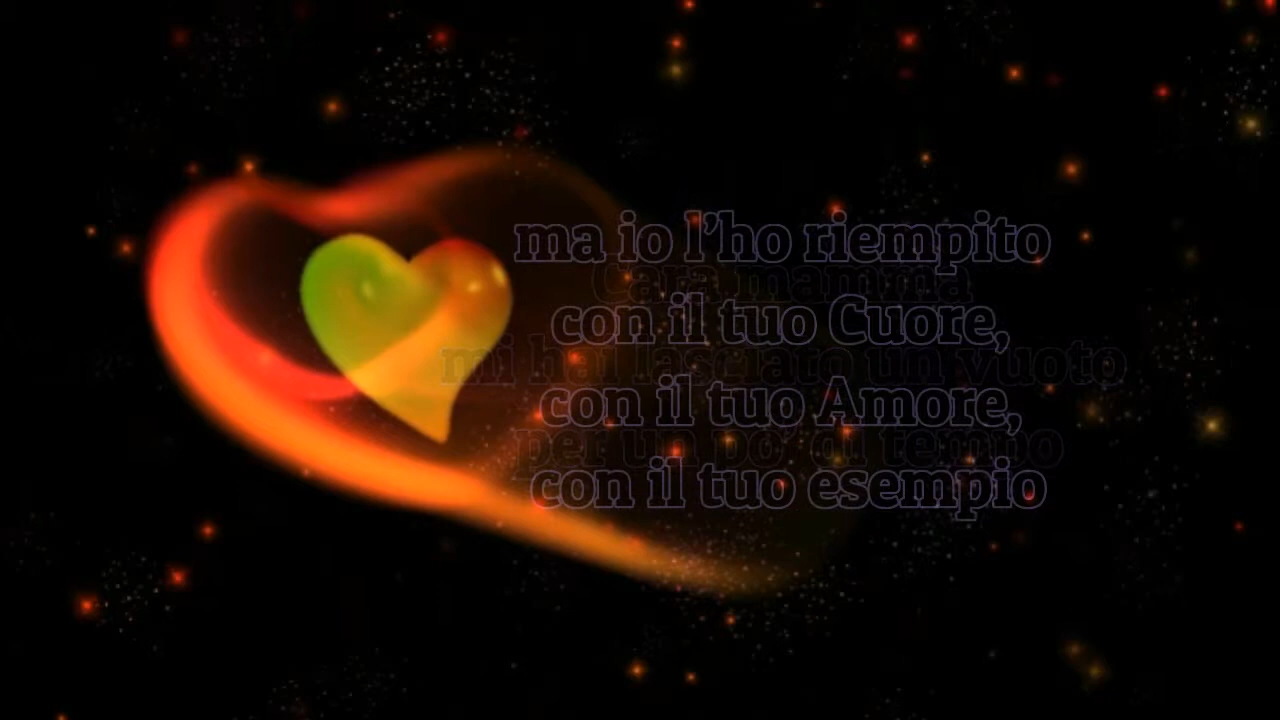 ma io l'ho riempito
Cara mamma
con il tuo Cuore,
mi hai lasciato un vuoto
con il tuo Amore,
per un po' di tempo
con il tuo esempio